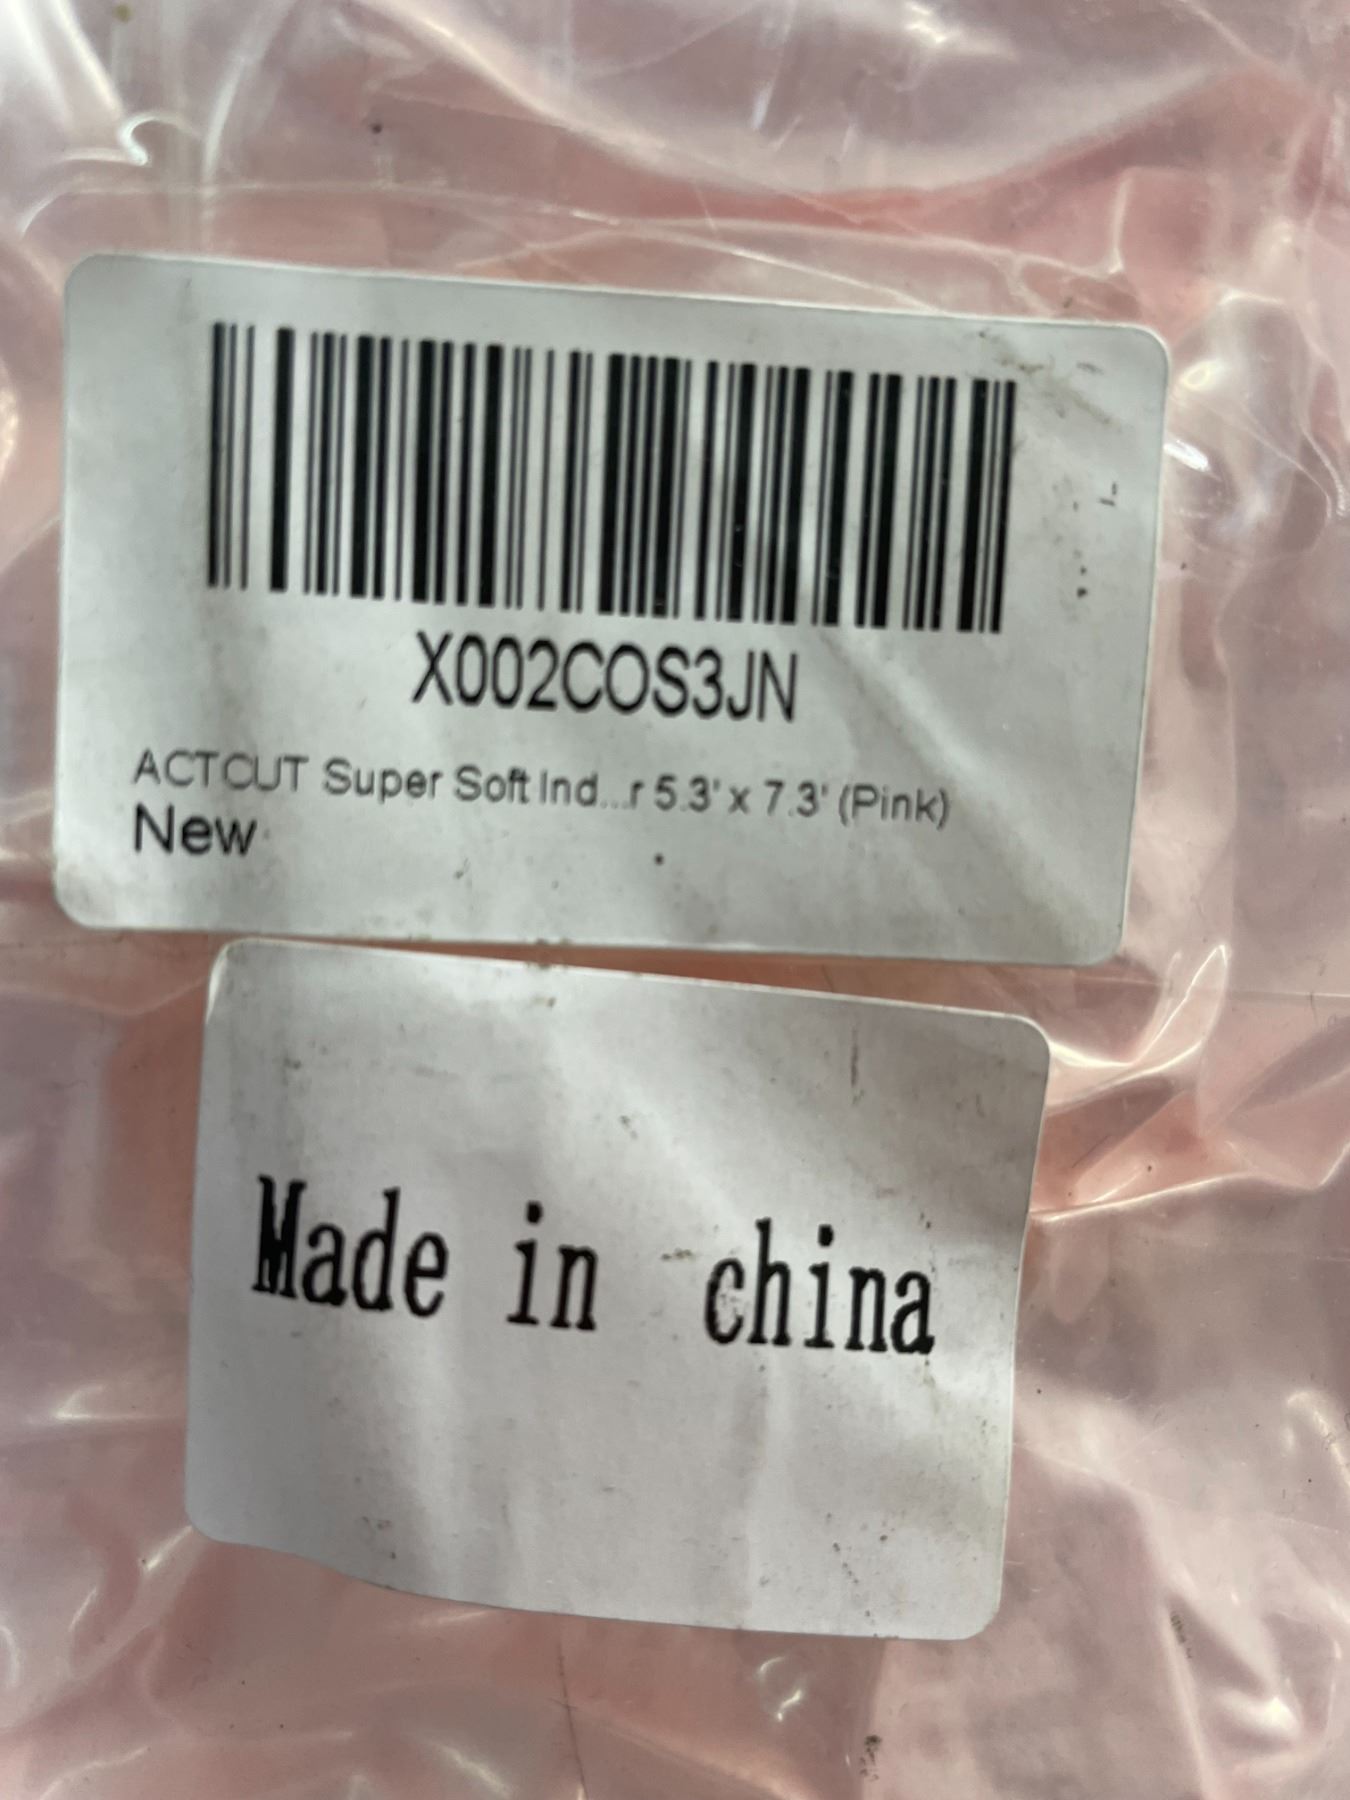 X002COS3JN
ACTCUT Super Soft Ind...r 5.3' x 7.3' (Pink)
New
Made in china